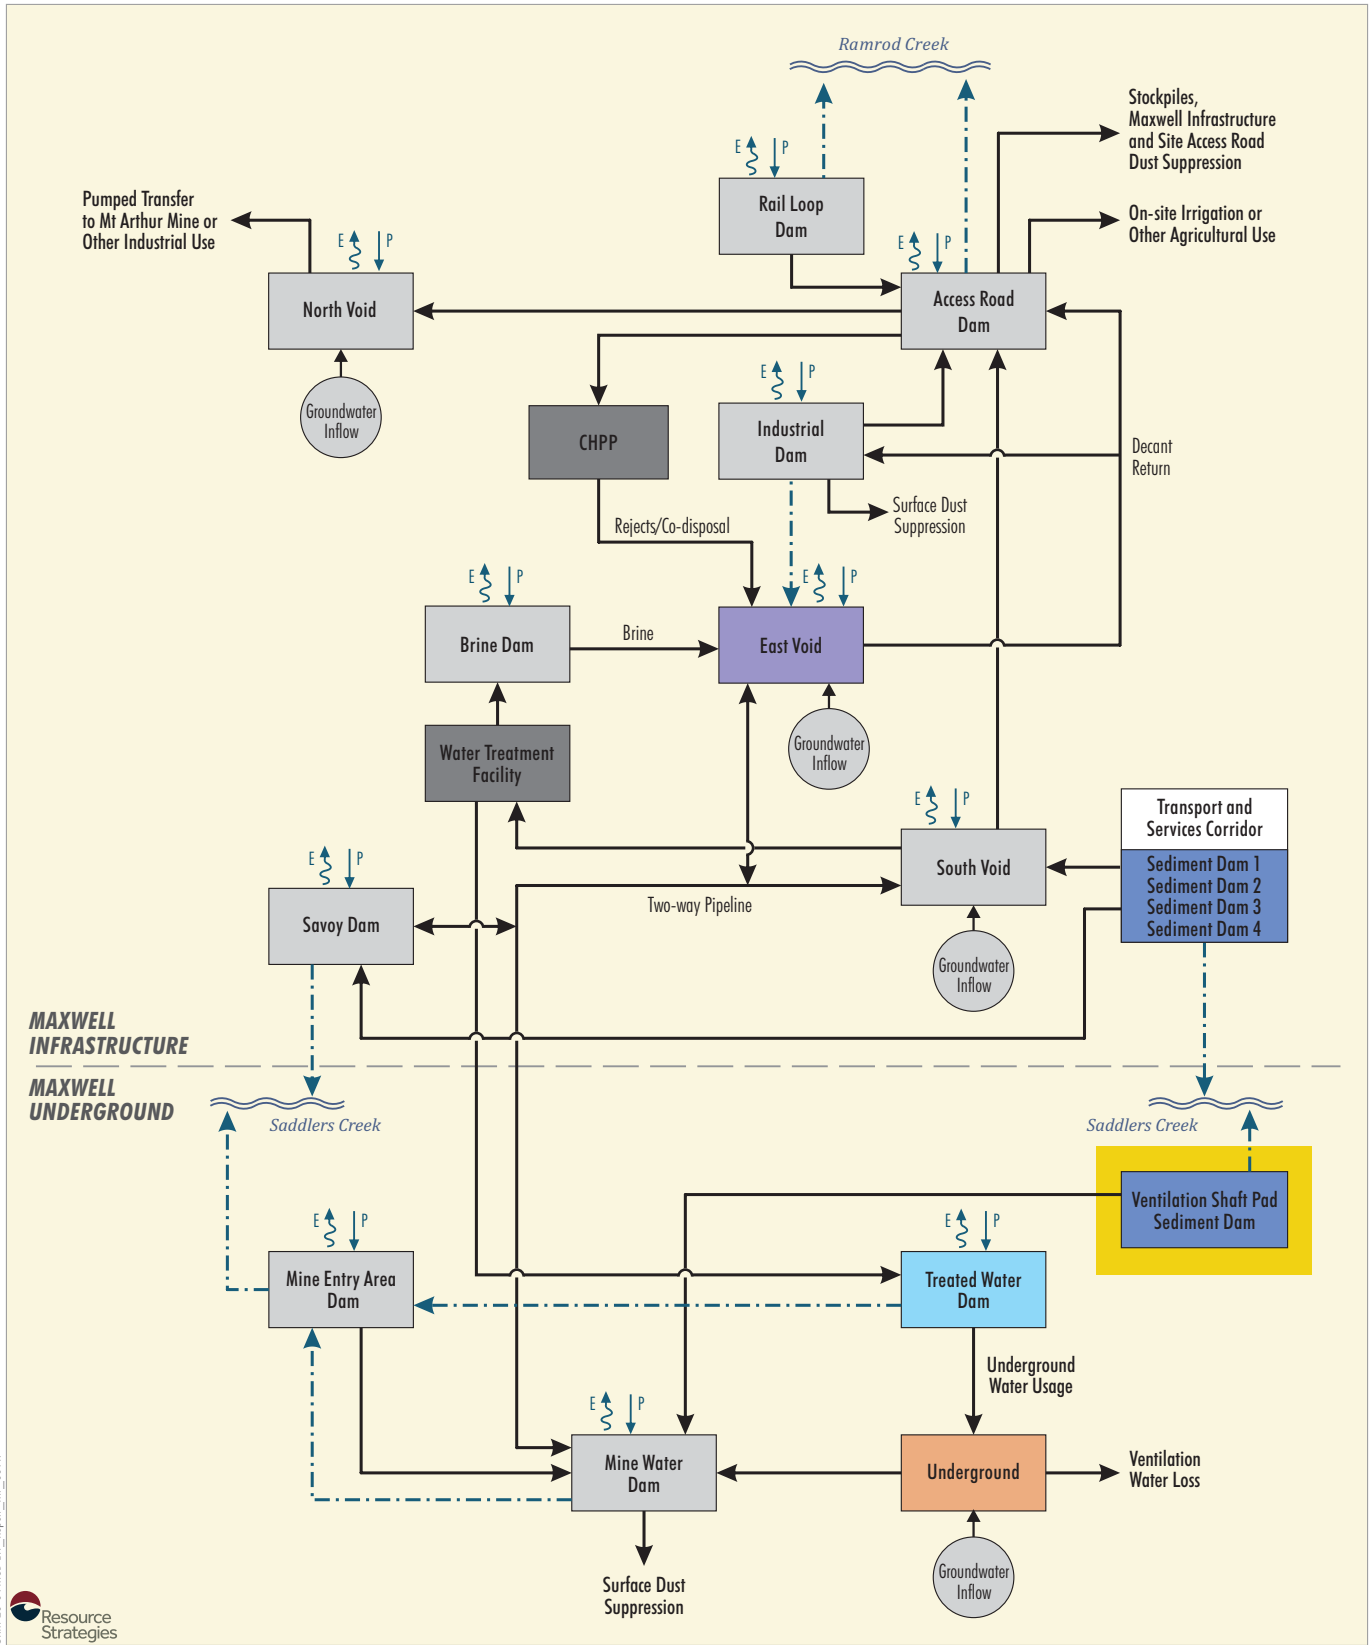 Ramrod Creek
Stockpiles,
Maxwell Infrastructure
and Site Access Road
Dust Suppression
E P
Rail Loop
Dam
Pumped Transfer
to Mt Arthur Mine or
Other Industrial Use
On-site Irrigation or
Other Agricultural Use
E P
E P
North Void
Access Road
Dam
Groundwater
Inflow
E P
CHPP
Industrial
Dam
Decant
Return
Surface Dust
Suppression
Rejects/Co-disposal
E P
E P
Brine Dam
Brine
East Void
Water Treatment
Facility
Groundwater
Inflow
E P
Transport and
Services Corridor
Sediment Dam 1
Sediment Dam 2
Sediment Dam 3
Sediment Dam 4
South Void
E P
Savoy Dam
Two-way Pipeline
Groundwater
Inflow
MAXWELL
INFRASTRUCTURE
MAXWELL
UNDERGROUND
Saddlers Creek
Saddlers Creek
Ventilation Shaft Pad
Sediment Dam
E P
E P
Mine Entry Area
Dam
Treated Water
Dam
Underground
Water Usage
E P
Mine Water
Dam
Underground
Ventilation
Water Loss
Groundwater
Inflow
Surface Dust
Suppression
Resource
Strategies